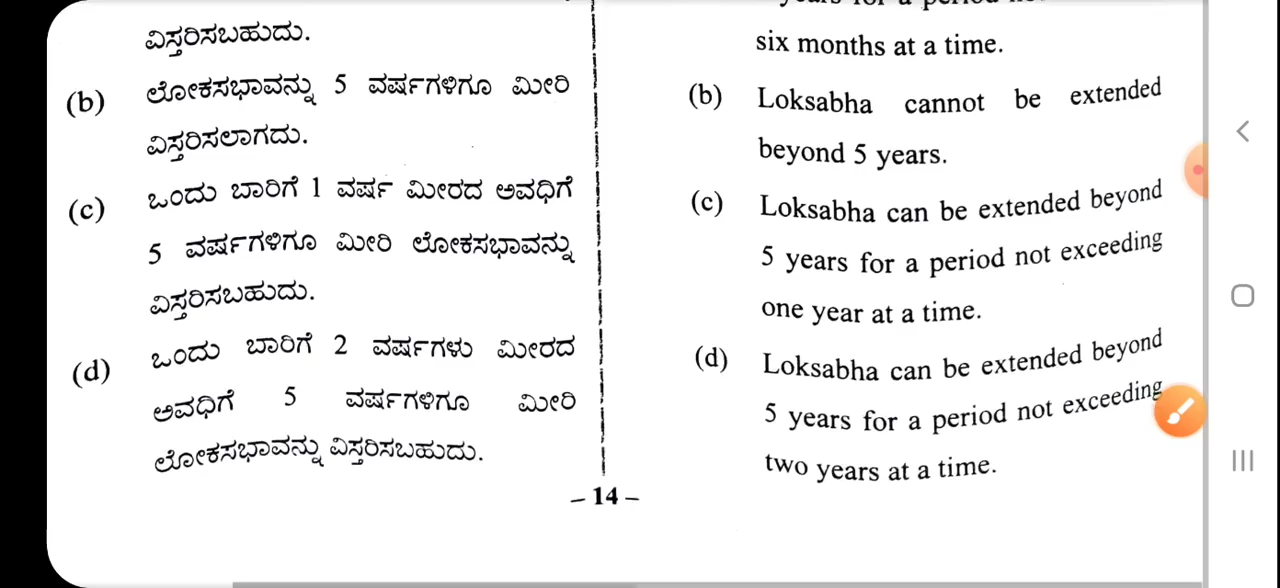 ವಿಸ್ತರಿಸಬಹುದು.
(b) ಲೋಕಸಭಾವನ್ನು 5 ವರ್ಷಗಳಿಗೂ ಮೀರಿ
ವಿಸ್ತರಿಸಲಾಗದು.
(c) ಒಂದು ಬಾರಿಗೆ 1 ವರ್ಷ ಮೀರದ ಅವಧಿಗೆ
5 ವರ್ಷಗಳಿಗೂ ಮೀರಿ ಲೋಕಸಭಾವನ್ನು
ವಿಸ್ತರಿಸಬಹುದು.
(d) ಒಂದು ಬಾರಿಗೆ 2 ವರ್ಷಗಳು ಮೀರದ
ಅವಧಿಗೆ 5 ವರ್ಷಗಳಿಗೂ ಮೀರಿ
ಲೋಕಸಭಾವನ್ನು ವಿಸ್ತರಿಸಬಹುದು.
years for a period
six months at a time.
(b) Loksabha cannot be extended
beyond 5 years.
(c) Loksabha can be extended beyond
5 years for a period not exceeding
one year at a time.
(d) Loksabha can be extended beyond
5 years for a period not exceeding
two years at a time.
– 14 –